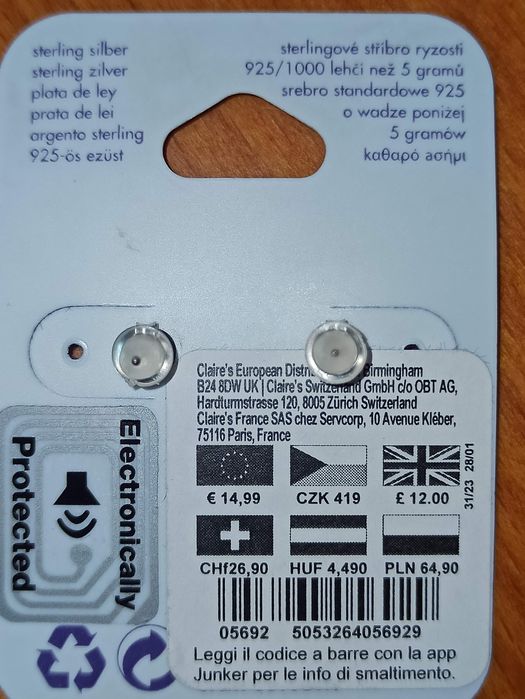 sterling silber
sterling zilver
plata de ley
prata de lei
argento sterling
925-ös ezüst
sterlingové stříbro ryzosti
925/1000 lehčí než 5 gramů
srebro standardowe 925
o wadze poniżej
5 gramów
καθαρό ασήμι
Claire's European Birmingham
B24 8DW UK | Claire's Switzerland GmbH c/o OBT AG,
Hardturmstrasse 120, 8005 Zürich Switzerland
Claire's France SAS chez Servcorp, 10 Avenue Kléber,
75116 Paris, France
€ 14,99 CZK 419 £ 12.00
31/23 28/01
CHf26,90 HUF 4,490 PLN 64,90
05692 5053264056929
Leggi il codice a barre con la app
Junker per le info di smaltimento.
Electronically
Protected